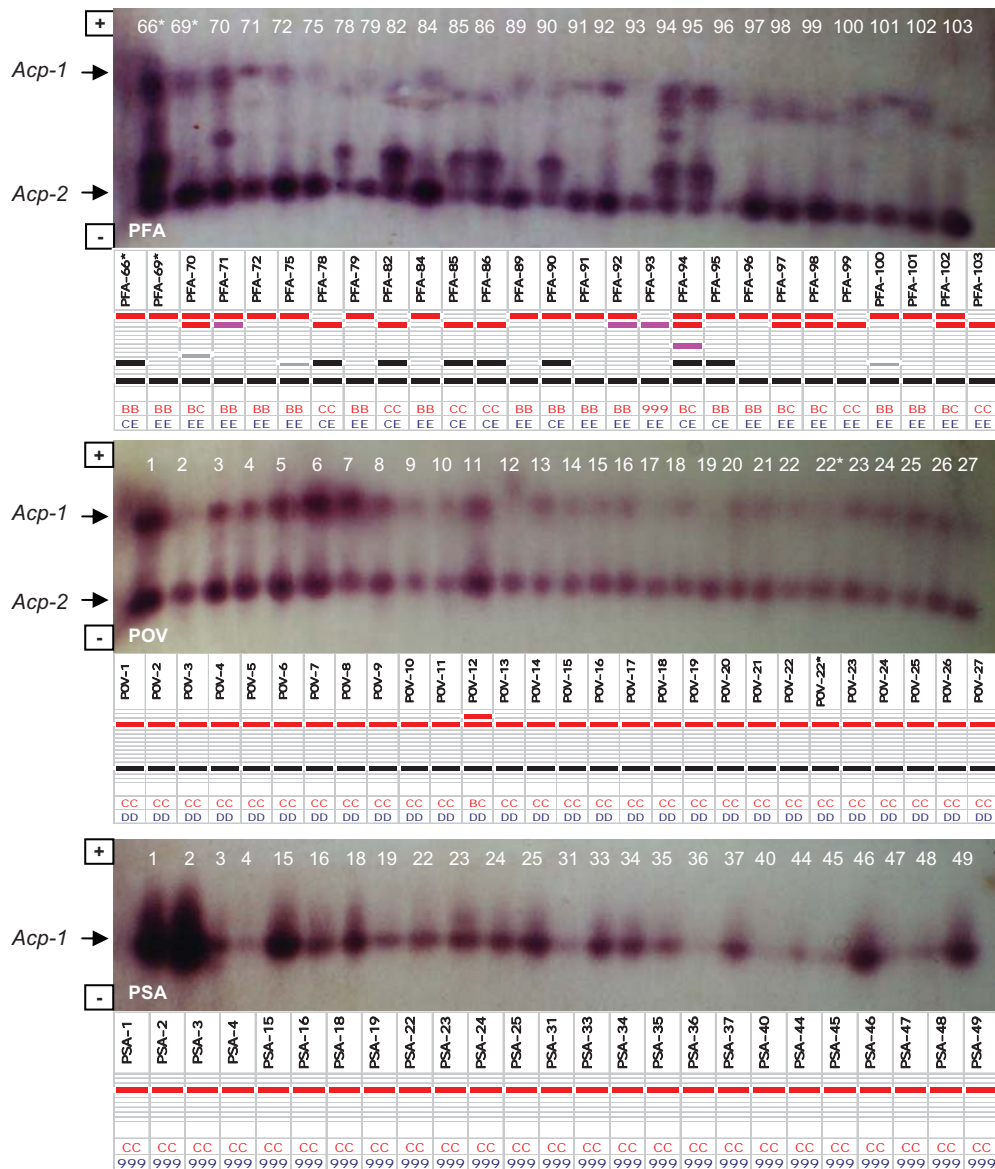 +
66* 69* 70 71 72 75 78 79 82 84 85 86 89 90 91 92 93 94 95 96 97 98 99 100 101 102 103
Acp-1
Acp-2
-
PFA
PFA-66* PFA-69* PFA-70 PFA-71 PFA-72 PFA-75 PFA-78 PFA-79 PFA-82 PFA-84 PFA-85 PFA-86 PFA-89 PFA-90 PFA-91 PFA-92 PFA-93 PFA-94 PFA-95 PFA-96 PFA-97 PFA-98 PFA-99 PFA-100 PFA-101 PFA-102 PFA-103
BB BB BC BB BB BB CC BB CC BB CC CC BB BB BB BB 999 BC BB BB BC BC CC BB BB BC CC
CE EE EE EE EE EE CE EE CE EE CE CE EE CE EE EE EE CE CE EE EE EE EE EE EE EE EE
+
1 2 3 4 5 6 7 8 9 10 11 12 13 14 15 16 17 18 19 20 21 22 22* 23 24 25 26 27
Acp-1
Acp-2
-
POV
POV-1 POV-2 POV-3 POV-4 POV-5 POV-6 POV-7 POV-8 POV-9 POV-10 POV-11 POV-12 POV-13 POV-14 POV-15 POV-16 POV-17 POV-18 POV-19 POV-20 POV-21 POV-22 POV-22* POV-23 POV-24 POV-25 POV-26 POV-27
CC CC CC CC CC CC CC CC CC CC CC BC CC CC CC CC CC CC CC CC CC CC CC CC CC CC CC CC
DD DD DD DD DD DD DD DD DD DD DD DD DD DD DD DD DD DD DD DD DD DD DD DD DD DD DD DD
+
1 2 3 4 15 16 18 19 22 23 24 25 31 33 34 35 36 37 40 44 45 46 47 48 49
Acp-1
-
PSA
PSA-1 PSA-2 PSA-3 PSA-4 PSA-15 PSA-16 PSA-18 PSA-19 PSA-22 PSA-23 PSA-24 PSA-25 PSA-31 PSA-33 PSA-34 PSA-35 PSA-36 PSA-37 PSA-40 PSA-44 PSA-45 PSA-46 PSA-47 PSA-48 PSA-49
CC CC CC CC CC CC CC CC CC CC CC CC CC CC CC CC CC CC CC CC CC CC CC CC CC
999 999 999 999 999 999 999 999 999 999 999 999 999 999 999 999 999 999 999 999 999 999 999 999 999